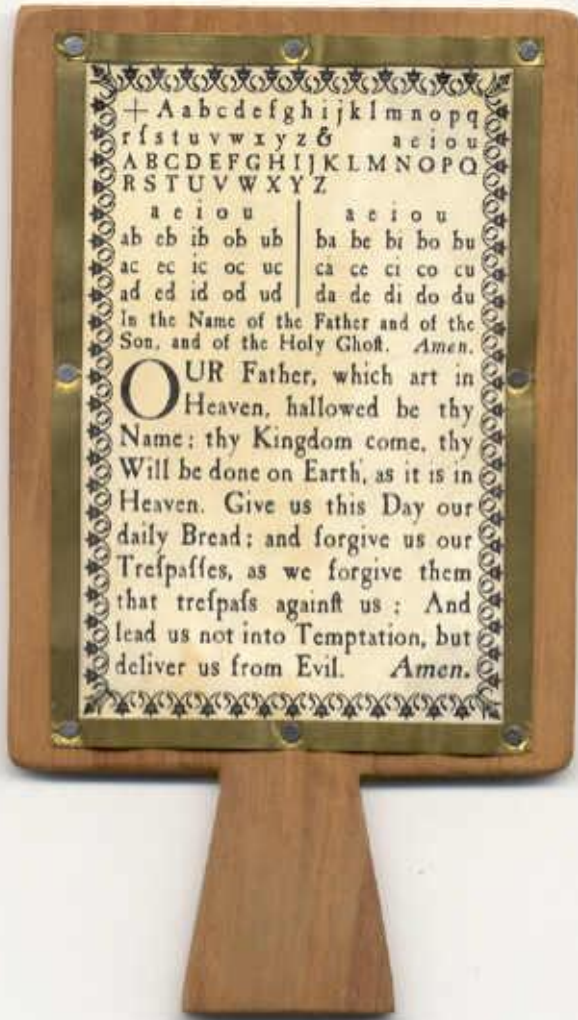 + A a b c d e f g h i j k l m n o p q
r ſ s t u v w x y z & a e i o u
A B C D E F G H I J K L M N O P Q
R S T U V W X Y Z
a e i o u | a e i o u
ab eb ib ob ub | ba be bi bo bu
ac ec ic oc uc | ca ce ci co cu
ad ed id od ud | da de di do du
In the Name of the Father and of the
Son, and of the Holy Ghoſt. Amen.
OUR Father, which art in
Heaven, hallowed be thy
Name; thy Kingdom come, thy
Will be done on Earth, as it is in
Heaven. Give us this Day our
daily Bread; and forgive us our
Treſpaſſes, as we forgive them
that treſpaſs againſt us : And
lead us not into Temptation, but
deliver us from Evil. Amen.